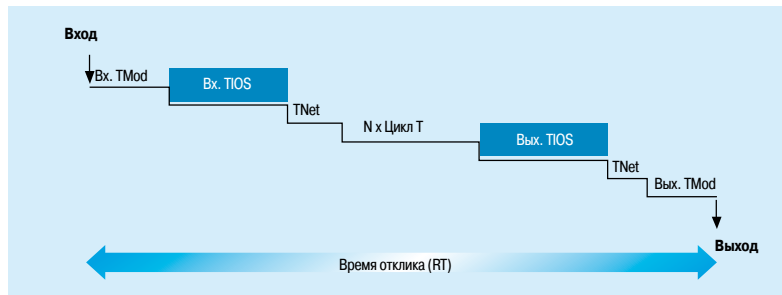 Вход
Вх. TMod
Вх. TIOS
TNet
N x Цикл T
Вых. TIOS
TNet
Вых. TMod
Выход
Время отклика (RT)